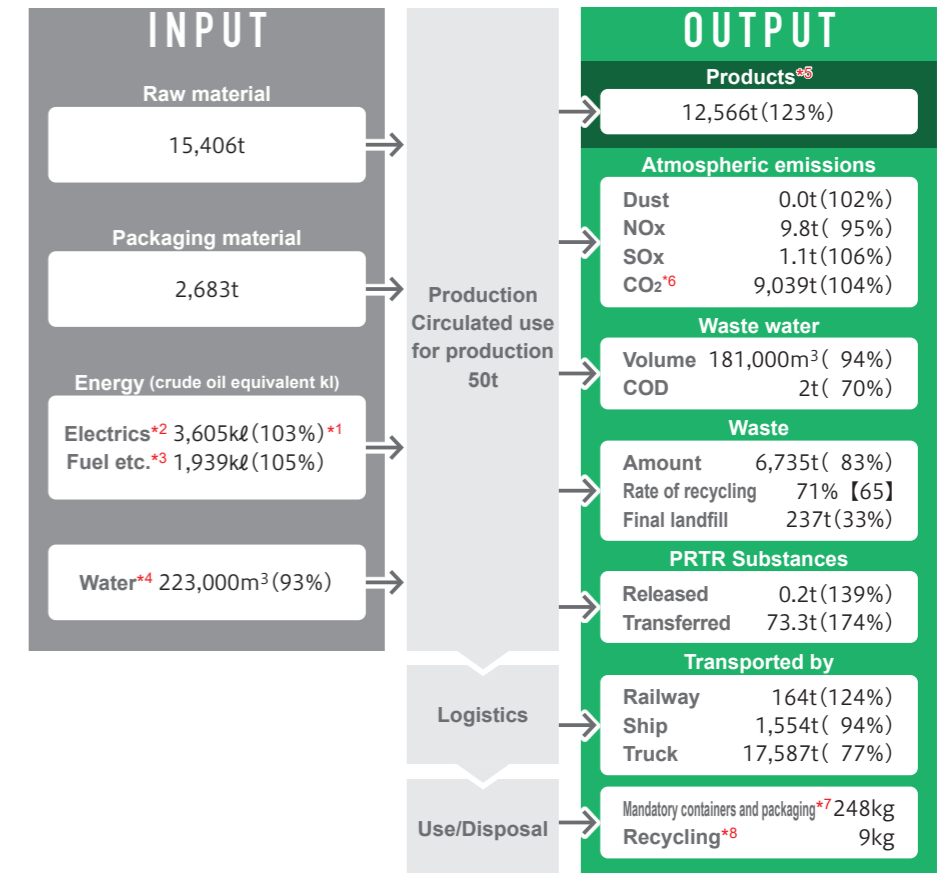 INPUT
Raw material
15,406t
Packaging material
2,683t
Energy (crude oil equivalent kl)
Electrics*2 3,605kℓ(103%)*1
Fuel etc.*3 1,939kℓ(105%)
Water*4 223,000m³(93%)
Production
Circulated use
for production
50t
Logistics
Use/Disposal
OUTPUT
Products*5
12,566t(123%)
Atmospheric emissions
Dust 0.0t(102%)
NOx 9.8t( 95%)
SOx 1.1t(106%)
CO₂*6 9,039t(104%)
Waste water
Volume 181,000m³( 94%)
COD 2t( 70%)
Waste
Amount 6,735t( 83%)
Rate of recycling 71%【65】
Final landfill 237t(33%)
PRTR Substances
Released 0.2t(139%)
Transferred 73.3t(174%)
Transported by
Railway 164t(124%)
Ship 1,554t( 94%)
Truck 17,587t( 77%)
Mandatory containers and packaging*7 248kg
Recycling*8 9kg